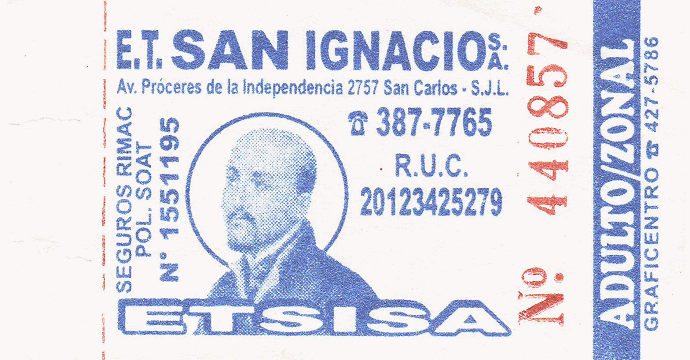 E.T. SAN IGNACIO S.A.
Av. Próceres de la Independencia 2757 San Carlos - S.J.L.
☎ 387-7765
R.U.C.
20123425279
SEGUROS RIMAC
POL. SOAT
N° 1551195
ETSISA
No. 440857
ADULTO/ZONAL
GRAFICENTRO ☎ 427-5786